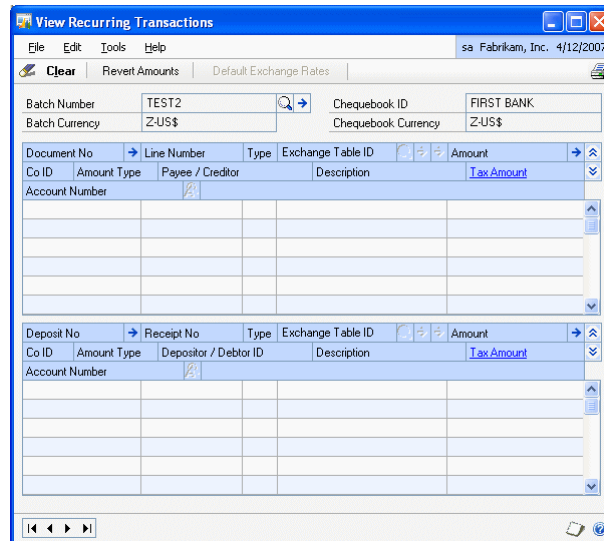 View Recurring Transactions
File Edit Tools Help sa Fabrikam, Inc. 4/12/2007
Clear Revert Amounts Default Exchange Rates
Batch Number TEST2 Chequebook ID FIRST BANK
Batch Currency Z-US$ Chequebook Currency Z-US$
Document No Line Number Type Exchange Table ID Amount
Co ID Amount Type Payee / Creditor Description Tax Amount
Account Number
Deposit No Receipt No Type Exchange Table ID Amount
Co ID Amount Type Depositor / Debtor ID Description Tax Amount
Account Number